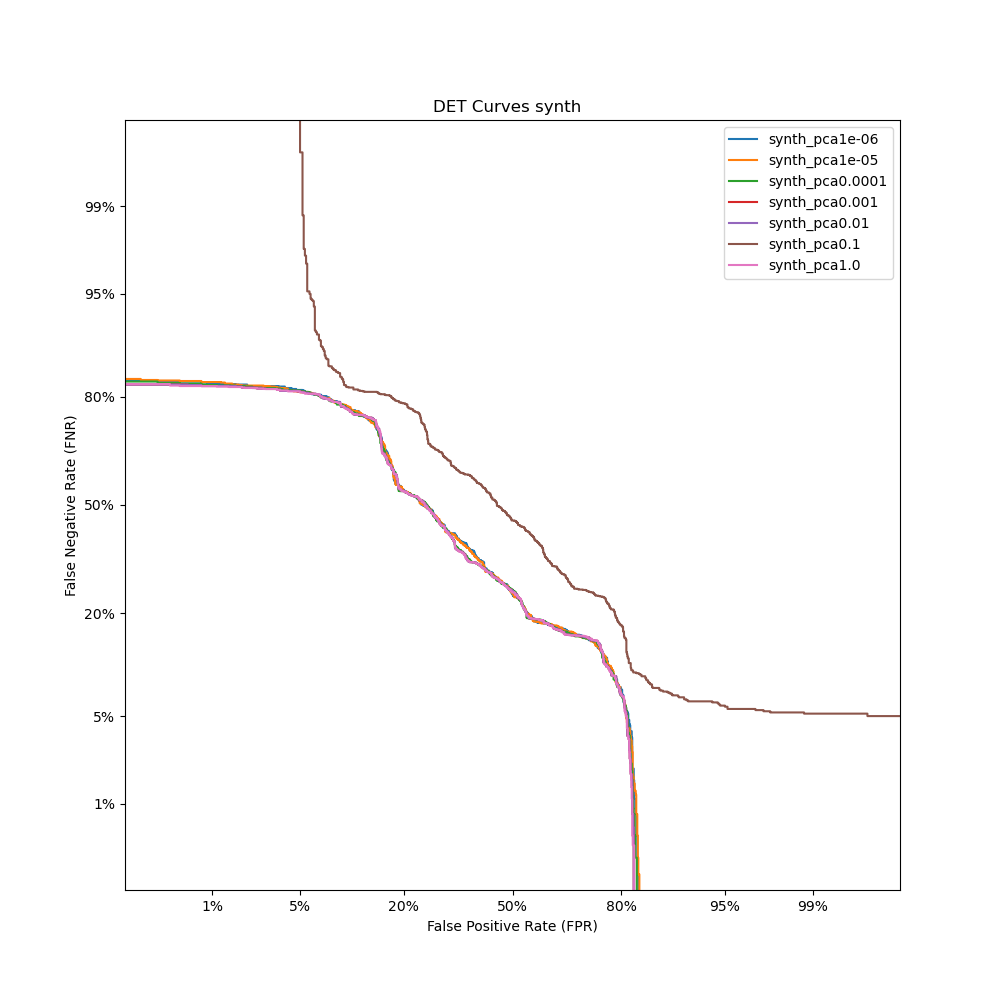 DET Curves synth
synth_pca1e-06
synth_pca1e-05
synth_pca0.0001
synth_pca0.001
synth_pca0.01
synth_pca0.1
synth_pca1.0
99%
95%
80%
50%
20%
5%
1%
False Negative Rate (FNR)
1% 5% 20% 50% 80% 95% 99%
False Positive Rate (FPR)